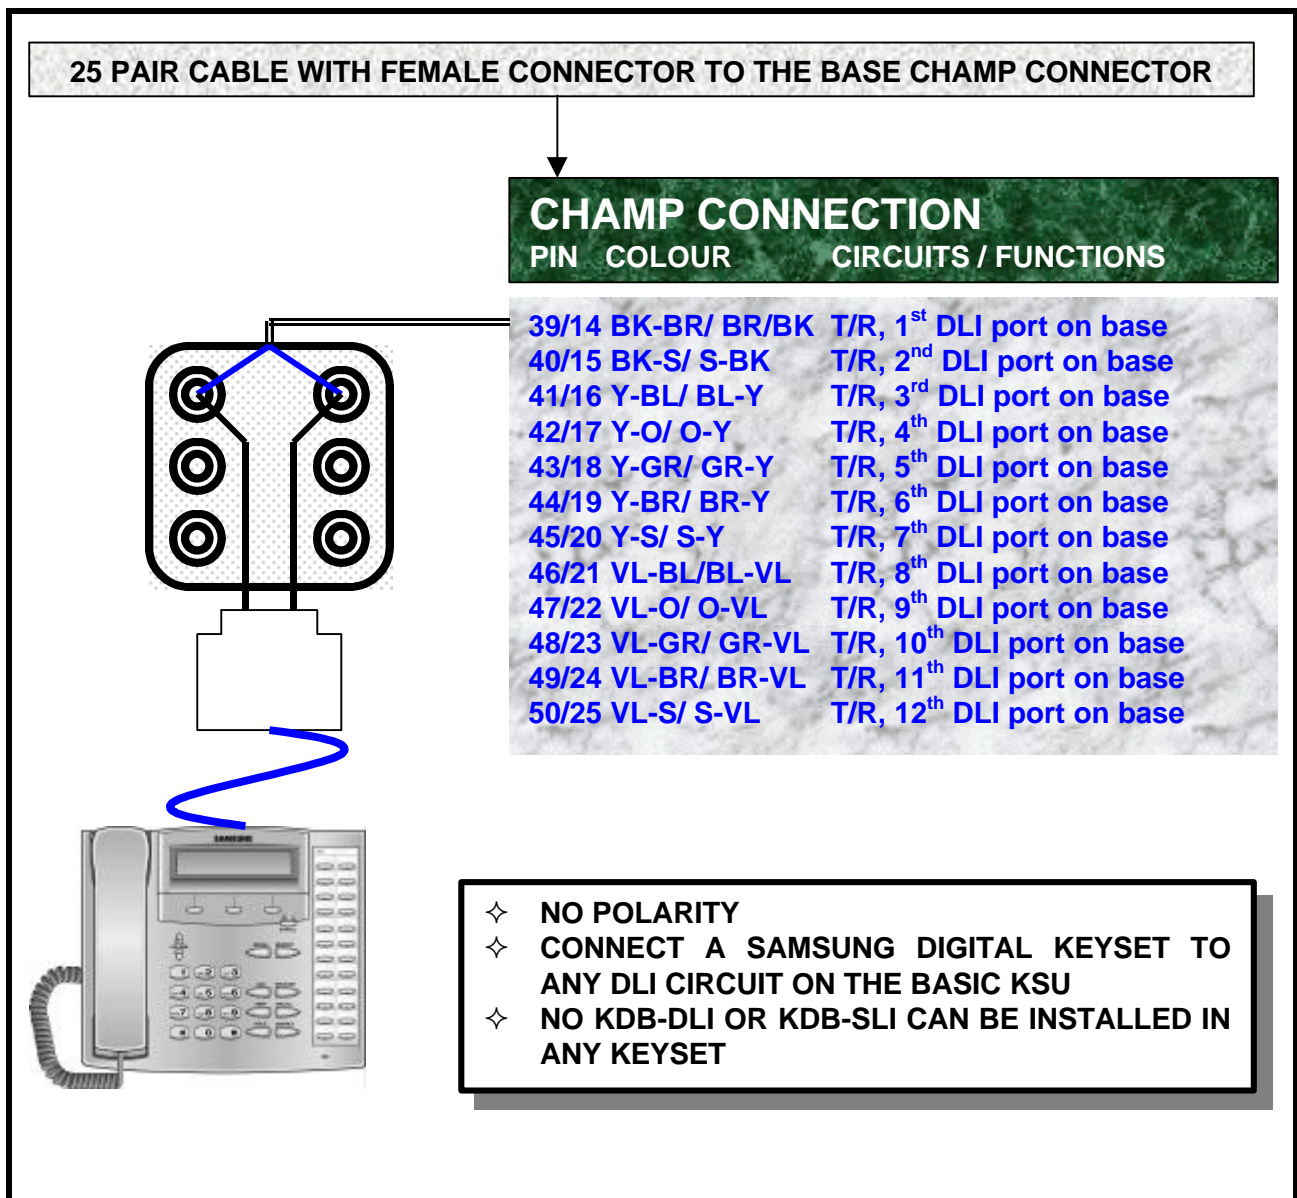 25 PAIR CABLE WITH FEMALE CONNECTOR TO THE BASE CHAMP CONNECTOR
CHAMP CONNECTION
PIN COLOUR CIRCUITS / FUNCTIONS
39/14 BK-BR/ BR/BK T/R, 1st DLI port on base
40/15 BK-S/ S-BK T/R, 2nd DLI port on base
41/16 Y-BL/ BL-Y T/R, 3rd DLI port on base
42/17 Y-O/ O-Y T/R, 4th DLI port on base
43/18 Y-GR/ GR-Y T/R, 5th DLI port on base
44/19 Y-BR/ BR-Y T/R, 6th DLI port on base
45/20 Y-S/ S-Y T/R, 7th DLI port on base
46/21 VL-BL/BL-VL T/R, 8th DLI port on base
47/22 VL-O/ O-VL T/R, 9th DLI port on base
48/23 VL-GR/ GR-VL T/R, 10th DLI port on base
49/24 VL-BR/ BR-VL T/R, 11th DLI port on base
50/25 VL-S/ S-VL T/R, 12th DLI port on base
SAMSUNG
✧ NO POLARITY
✧ CONNECT A SAMSUNG DIGITAL KEYSET TO
ANY DLI CIRCUIT ON THE BASIC KSU
✧ NO KDB-DLI OR KDB-SLI CAN BE INSTALLED IN
ANY KEYSET